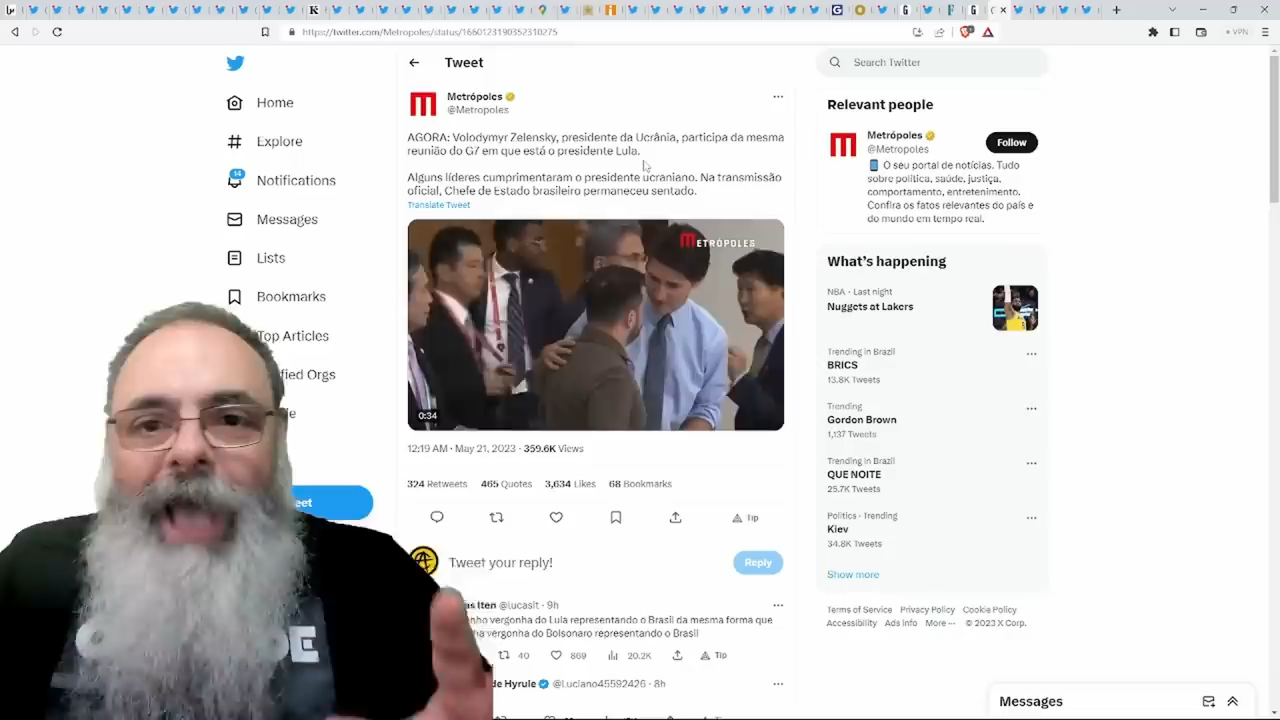 https://twitter.com/Metropoles/status/1660123190352310275
VPN
Home
Explore
14
Notifications
Messages
Lists
Bookmarks
Top Articles
Tweet
Metrópoles
@Metropoles
AGORA: Volodymyr Zelensky, presidente da Ucrânia, participa da mesma
reunião do G7 em que está o presidente Lula.
Alguns líderes cumprimentaram o presidente ucraniano. Na transmissão
oficial, Chefe de Estado brasileiro permaneceu sentado.
Translate Tweet
METRÓPOLES
0:34
12:19 AM · May 21, 2023 · 359.6K Views
324 Retweets 465 Quotes 3,634 Likes 68 Bookmarks
Tip
Tweet your reply!
Reply
@lucasit · 9h
vergonha do Lula representando o Brasil da mesma forma que
vergonha do Bolsonaro representando o Brasil
40 869 20.2K Tip
de Hyrule @Luciano45592426 · 8h
Search Twitter
Relevant people
Metrópoles
@Metropoles
Follow
O seu portal de notícias. Tudo
sobre política, saúde, justiça,
comportamento, entretenimento.
Confira os fatos relevantes do país e
do mundo em tempo real.
What's happening
NBA · Last night
Nuggets at Lakers
Trending in Brazil
BRICS
13.8K Tweets
Trending
Gordon Brown
1,137 Tweets
Trending in Brazil
QUE NOITE
25.7K Tweets
Politics · Trending
Kiev
34.8K Tweets
Show more
Terms of Service Privacy Policy Cookie Policy
Accessibility Ads info More ··· © 2023 X Corp.
Messages